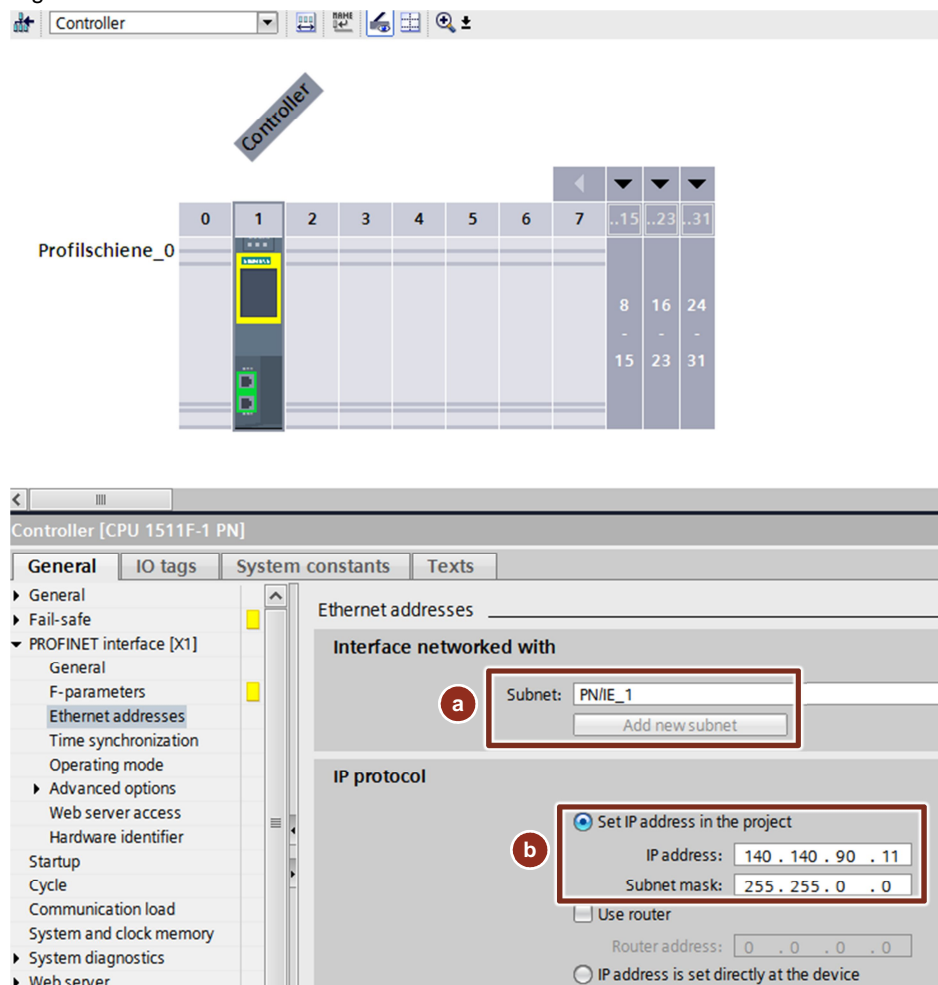 Controller
NAME
Controller
0 1 2 3 4 5 6 7 ..15 ..23 ..31
Profilschiene_0
SIEMENS
8 16 24
- - -
15 23 31
Controller [CPU 1511F-1 PN]
General IO tags System constants Texts
General
Fail-safe
PROFINET interface [X1]
General
F-parameters
Ethernet addresses
Time synchronization
Operating mode
Advanced options
Web server access
Hardware identifier
Startup
Cycle
Communication load
System and clock memory
System diagnostics
Web server
Ethernet addresses
Interface networked with
a
Subnet: PN/IE_1
Add new subnet
IP protocol
b
Set IP address in the project
IP address: 140 . 140 . 90 . 11
Subnet mask: 255 . 255 . 0 . 0
Use router
Router address: 0 . 0 . 0 . 0
IP address is set directly at the device